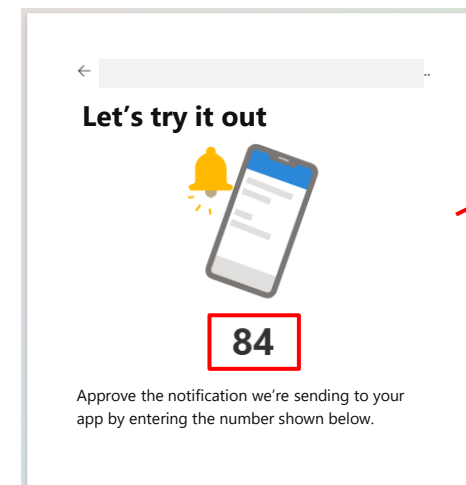 Let’s try it out
84
Approve the notification we’re sending to your
app by entering the number shown below.